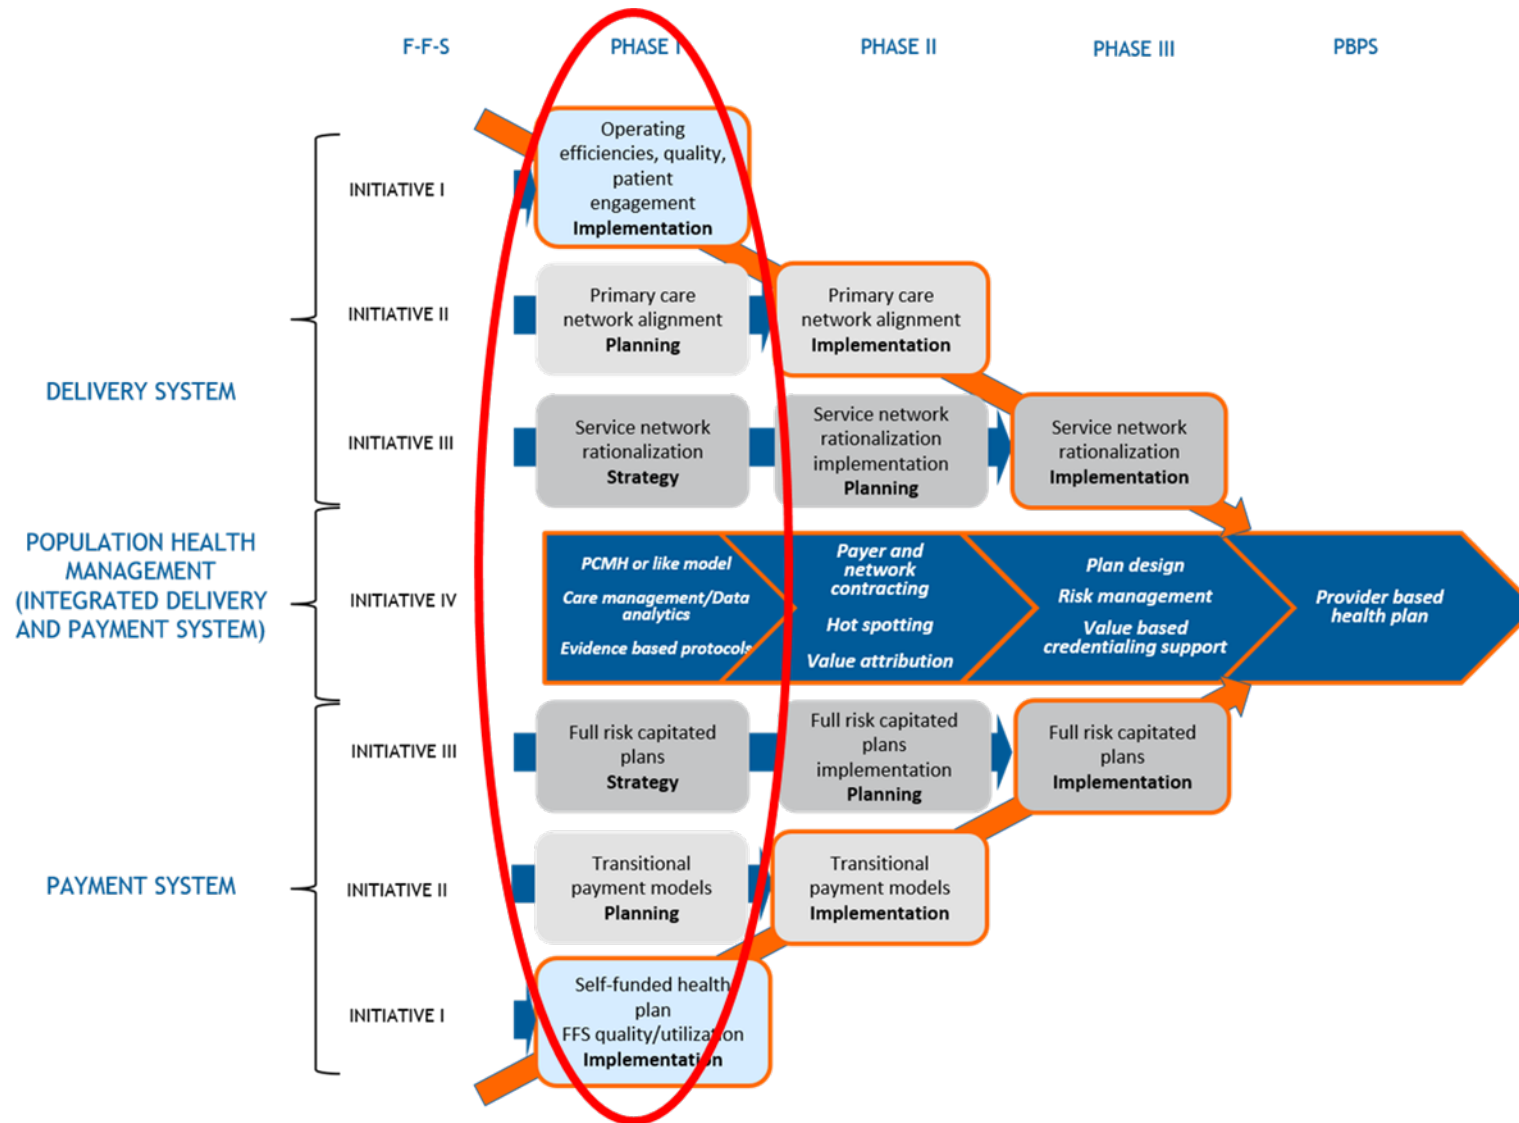 F-F-S
PHASE I
PHASE II
PHASE III
PBPS
DELIVERY SYSTEM
INITIATIVE I
Operating
efficiencies, quality,
patient
engagement
Implementation
INITIATIVE II
Primary care
network alignment
Planning
Primary care
network alignment
Implementation
INITIATIVE III
Service network
rationalization
Strategy
Service network
rationalization
implementation
Planning
Service network
rationalization
Implementation
POPULATION HEALTH
MANAGEMENT
(INTEGRATED DELIVERY
AND PAYMENT SYSTEM)
INITIATIVE IV
PCMH or like model
Care management/Data
analytics
Evidence based protocols
Payer and
network
contracting
Hot spotting
Value attribution
Plan design
Risk management
Value based
credentialing support
Provider based
health plan
PAYMENT SYSTEM
INITIATIVE III
Full risk capitated
plans
Strategy
Full risk capitated
plans
implementation
Planning
Full risk capitated
plans
Implementation
INITIATIVE II
Transitional
payment models
Planning
Transitional
payment models
Implementation
INITIATIVE I
Self-funded health
plan
FFS quality/utilization
Implementation